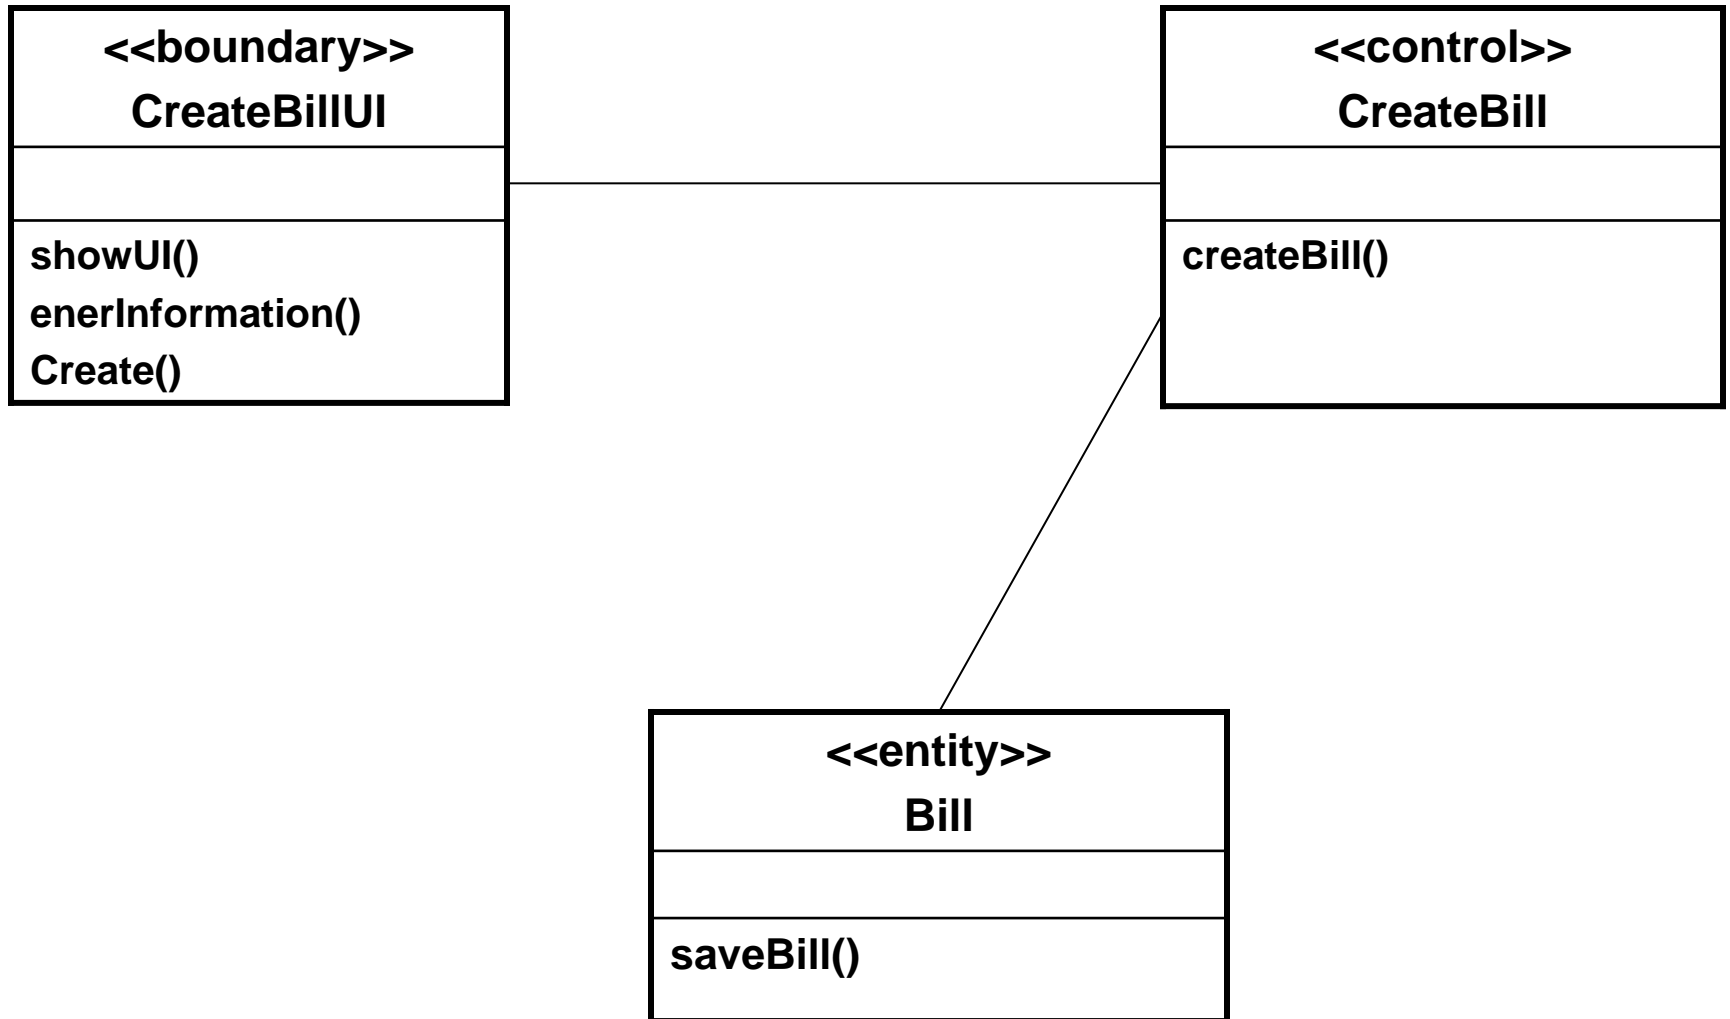 <<boundary>>
CreateBillUI
showUI()
enerInformation()
Create()
<<control>>
CreateBill
createBill()
<<entity>>
Bill
saveBill()